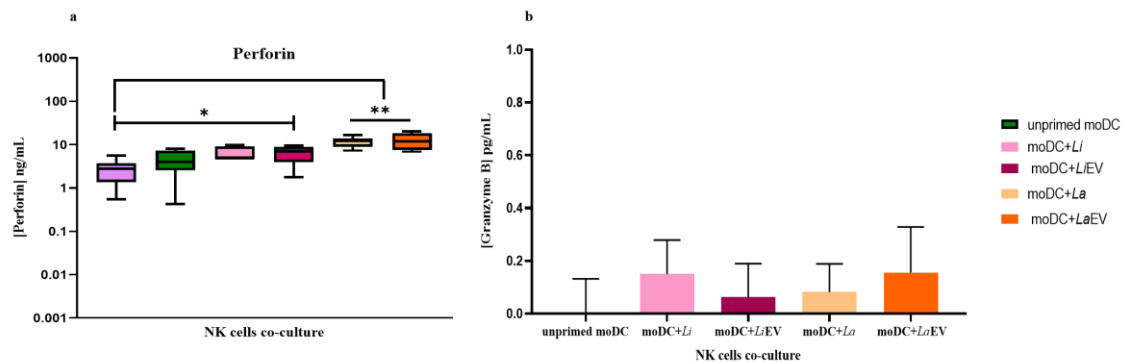 a
Perforin
[Perforin] ng/mL
1000
100
10
1
0.1
0.01
0.001
*
**
NK cells co-culture
b
[Granzyme B] pg/mL
1.0
0.8
0.6
0.4
0.2
0.0
unprimed moDC
moDC+Li
moDC+LiEV
moDC+La
moDC+LaEV
NK cells co-culture
unprimed moDC
moDC+Li
moDC+LiEV
moDC+La
moDC+LaEV